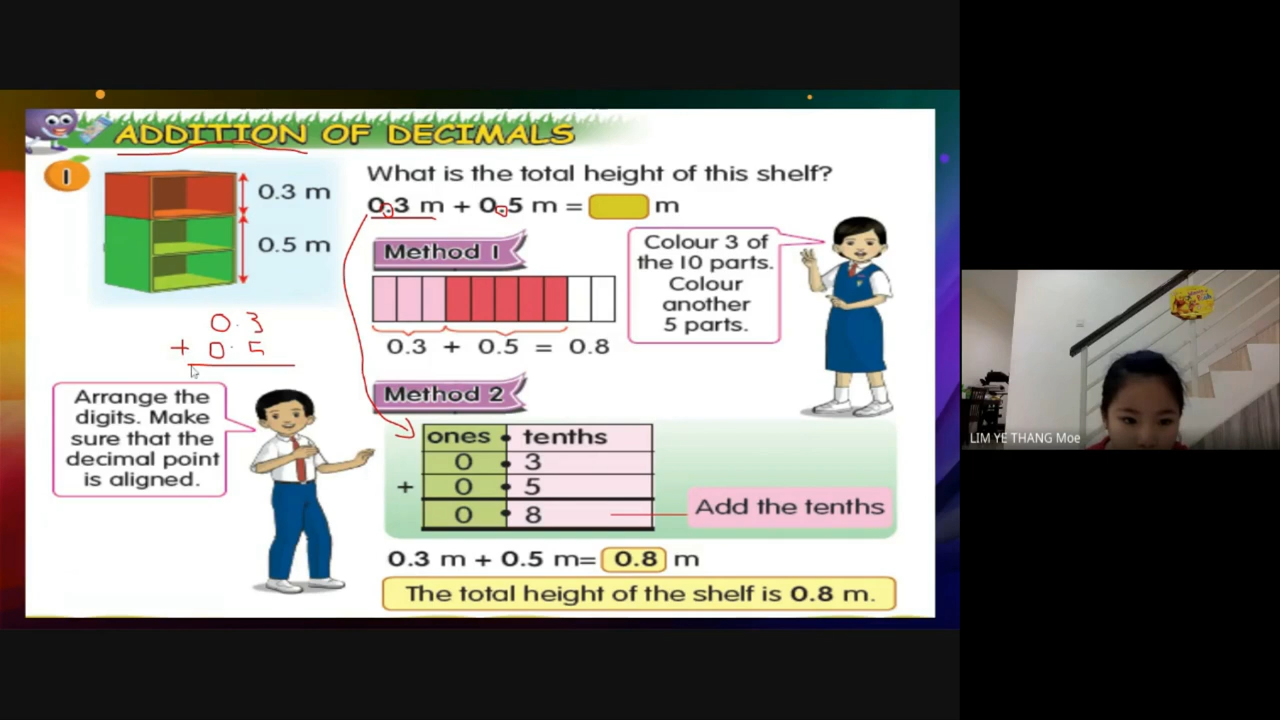 ADDITION OF DECIMALS
1
0.3 m
0.5 m
What is the total height of this shelf?
0.3 m + 0.5 m = m
Method 1
0.3 + 0.5 = 0.8
Colour 3 of
the 10 parts.
Colour
another
5 parts.
0.3
+ 0.5
Arrange the
digits. Make
sure that the
decimal point
is aligned.
Method 2
ones • tenths
0 • 3
+ 0 • 5
0 • 8
Add the tenths
0.3 m + 0.5 m= 0.8 m
The total height of the shelf is 0.8 m.
LIM YE THANG Moe